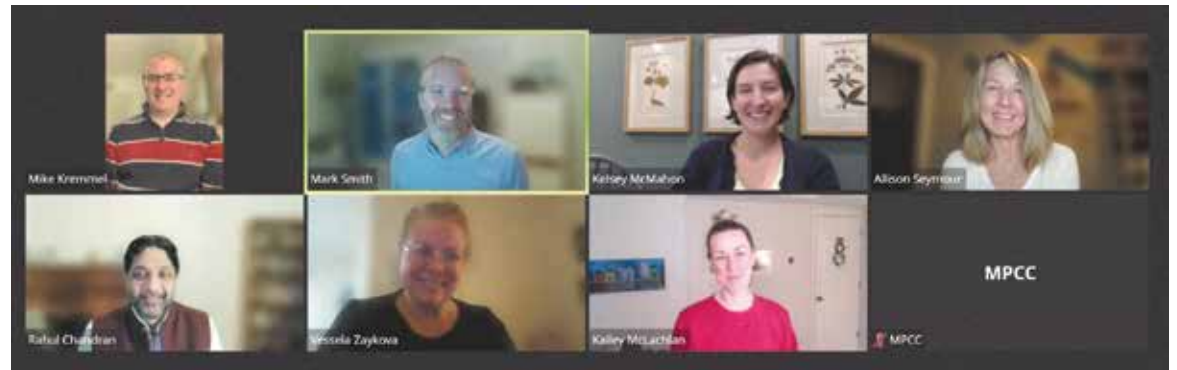 Mike Kremmel
Mark Smith
Kelsey McMahon
Allison Seymour
Rahul Chandran
Vessela Zaykova
Kailey McLachlan
MPCC
MPCC